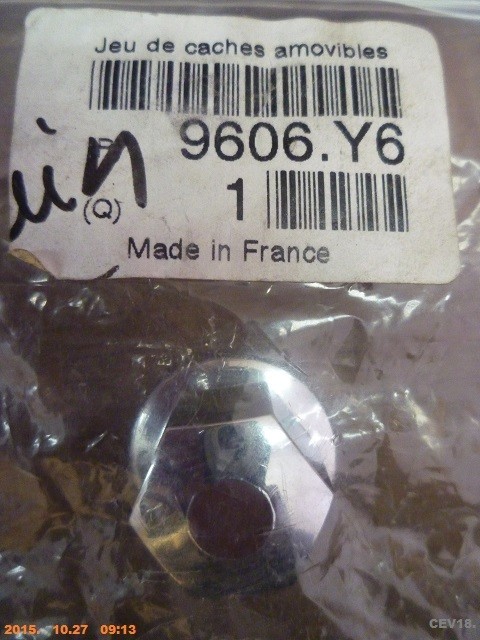 Jeu de caches amovibles
9606.Y6
(Q) 1
Made in France
2015. 10.27 09:13
CEV18.